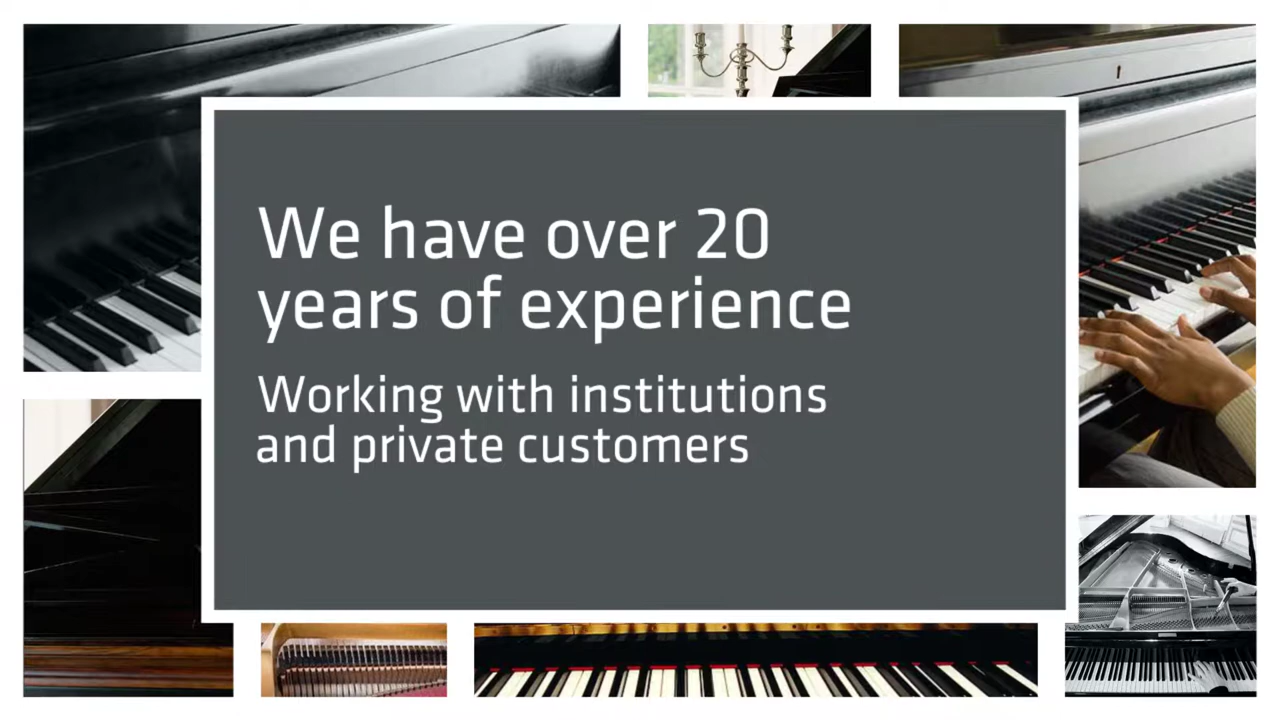 We have over 20
years of experience
Working with institutions
and private customers